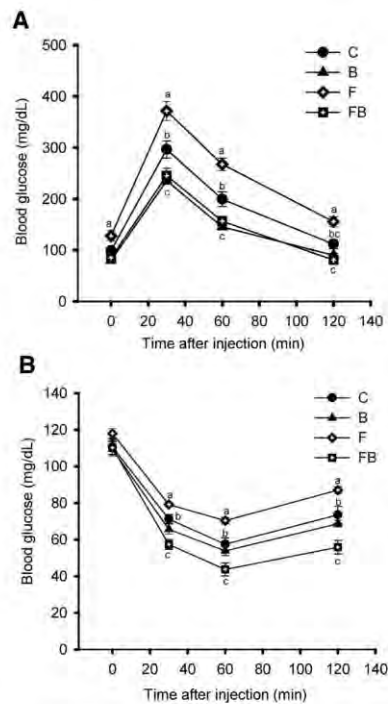 A
500
400
300
200
100
0
Blood glucose (mg/dL)
C
B
F
FB
a
a
b
c
a
b
c
a
bc
c
0 20 40 60 80 100 120 140
Time after injection (min)
B
140
120
100
80
60
40
20
0
Blood glucose (mg/dL)
C
B
F
FB
a
b
c
a
b
c
a
b
c
0 20 40 60 80 100 120 140
Time after injection (min)